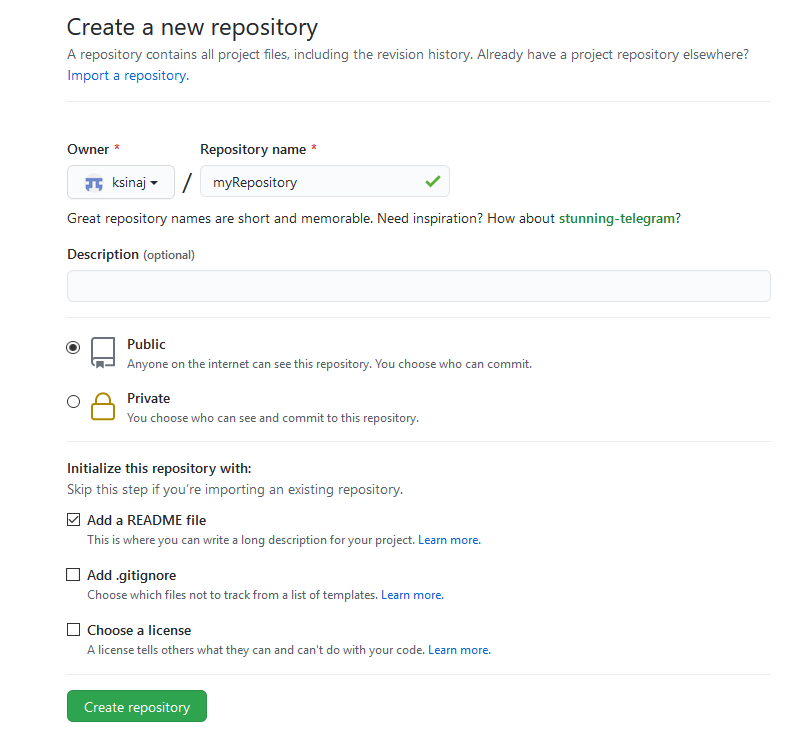 Create a new repository
A repository contains all project files, including the revision history. Already have a project repository elsewhere?
Import a repository.
Owner *
Repository name *
ksinaj
/
myRepository
Great repository names are short and memorable. Need inspiration? How about stunning-telegram?
Description (optional)
Public
Anyone on the internet can see this repository. You choose who can commit.
Private
You choose who can see and commit to this repository.
Initialize this repository with:
Skip this step if you're importing an existing repository.
Add a README file
This is where you can write a long description for your project. Learn more.
Add .gitignore
Choose which files not to track from a list of templates. Learn more.
Choose a license
A license tells others what they can and can't do with your code. Learn more.
Create repository